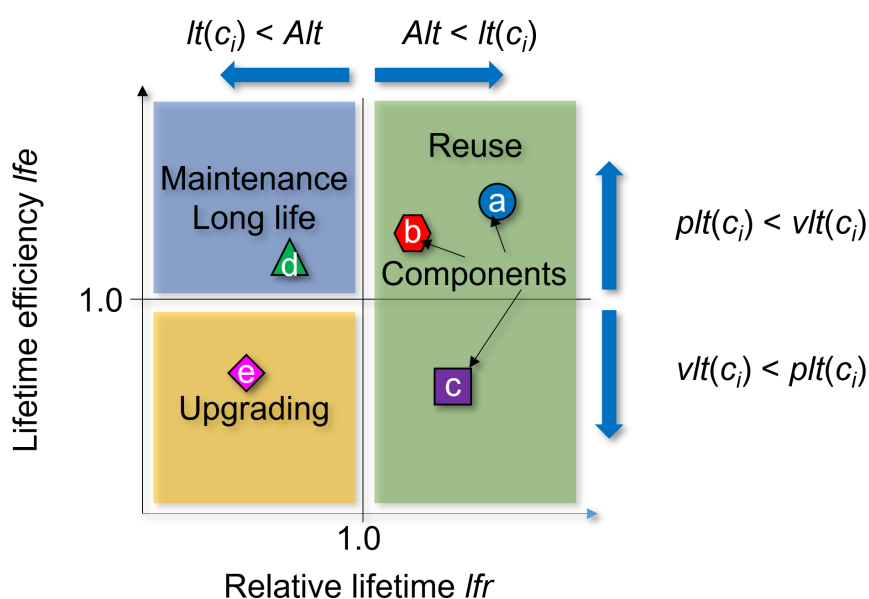 lt(cᵢ) < Alt
Alt < lt(cᵢ)
Lifetime efficiency lfe
Maintenance
Long life
Reuse
a
b
d
Components
plt(cᵢ) < vlt(cᵢ)
1.0
e
Upgrading
c
vlt(cᵢ) < plt(cᵢ)
1.0
Relative lifetime lfr